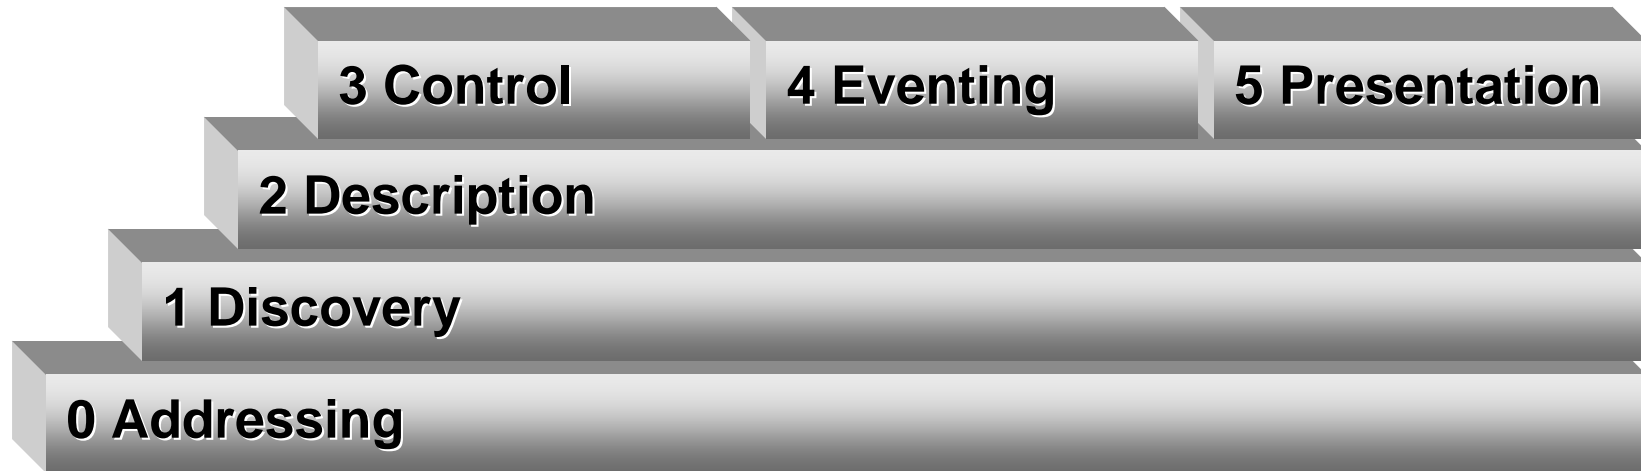 3 Control
4 Eventing
5 Presentation
2 Description
1 Discovery
0 Addressing